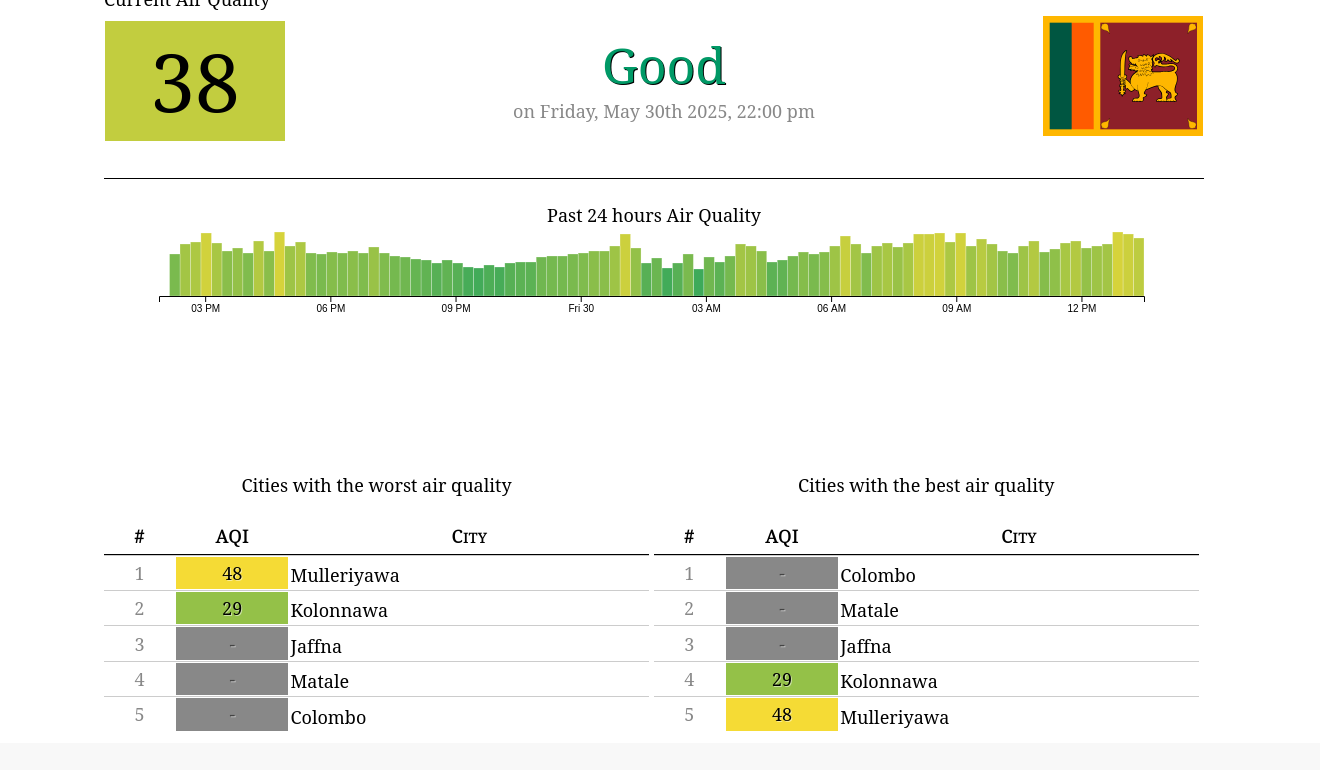 Current Air Quality
38
Good
on Friday, May 30th 2025, 22:00 pm
Past 24 hours Air Quality
03 PM 06 PM 09 PM Fri 30 03 AM 06 AM 09 AM 12 PM
Cities with the worst air quality
# AQI City
1 48 Mulleriyawa
2 29 Kolonnawa
3 - Jaffna
4 - Matale
5 - Colombo
Cities with the best air quality
# AQI City
1 - Colombo
2 - Matale
3 - Jaffna
4 29 Kolonnawa
5 48 Mulleriyawa